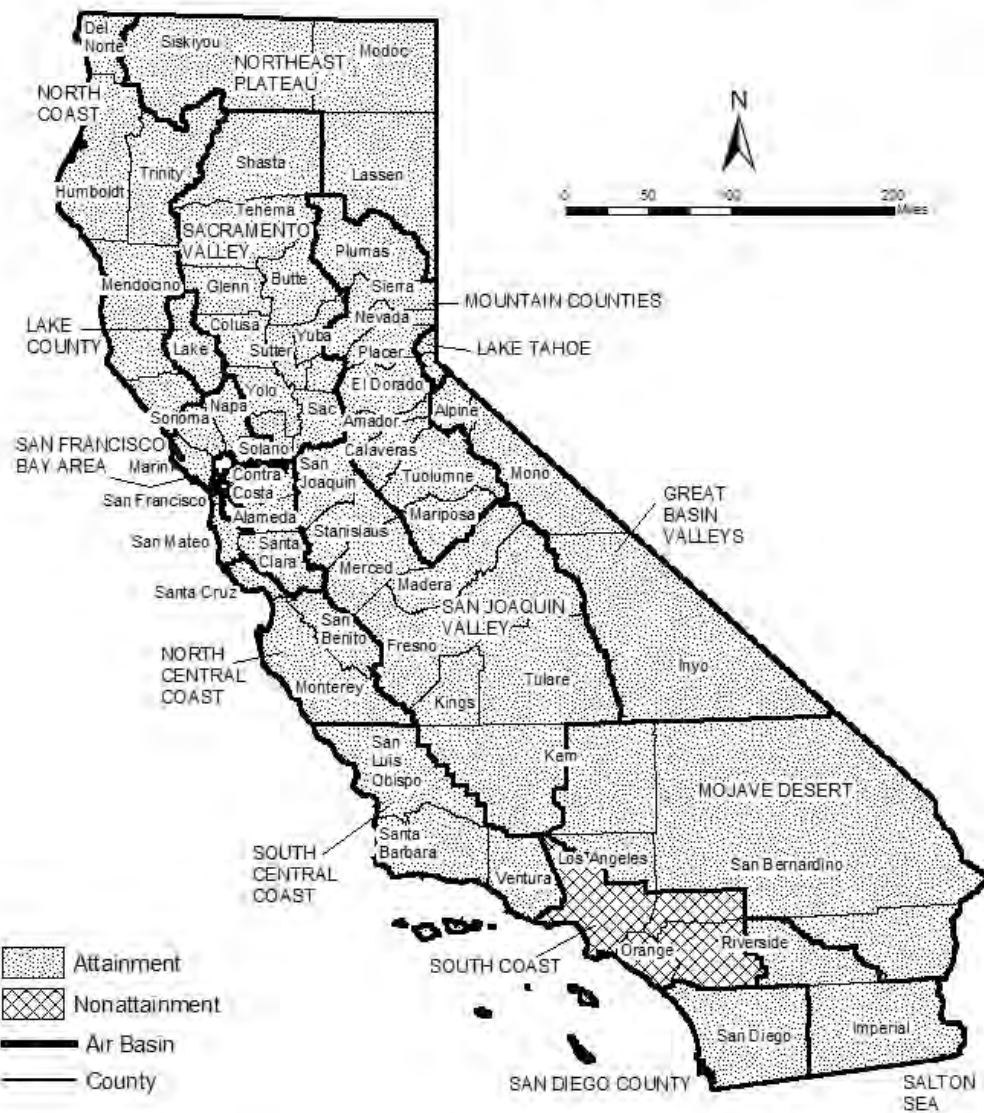 Del
Norte
Siskiyou
Modoc
NORTHEAST
PLATEAU
NORTH
COAST
N
Shasta
Trinity
Lassen
Humboldt
0 50 100 200
Miles
Tehema
SACRAMENTO
VALLEY
Plumas
Butte
Mendocino
Glenn
Sierra
MOUNTAIN COUNTIES
Nevada
Colusa
LAKE
COUNTY
Yuba
Lake
Sutter
Placer
LAKE TAHOE
Yolo
El Dorado
Napa
Sac
Alpine
Sonoma
Amador
SAN FRANCISCO
BAY AREA
Solano
Calaveras
Marin
San
Joaquin
Contra
Costa
Tuolumne
Mono
San Francisco
GREAT
BASIN
VALLEYS
Alameda
Mariposa
Stanislaus
San Mateo
Santa
Clara
Merced
Madera
Santa Cruz
SAN JOAQUIN
VALLEY
San
Benito
Fresno
NORTH
CENTRAL
COAST
Inyo
Tulare
Monterey
Kings
San
Luis
Obispo
Kern
MOJAVE DESERT
Santa
Barbara
SOUTH
CENTRAL
COAST
Los Angeles
San Bernardino
Ventura
Orange
Riverside
SOUTH COAST
Attainment
Nonattainment
Air Basin
County
San Diego
Imperial
SAN DIEGO COUNTY
SALTON
SEA